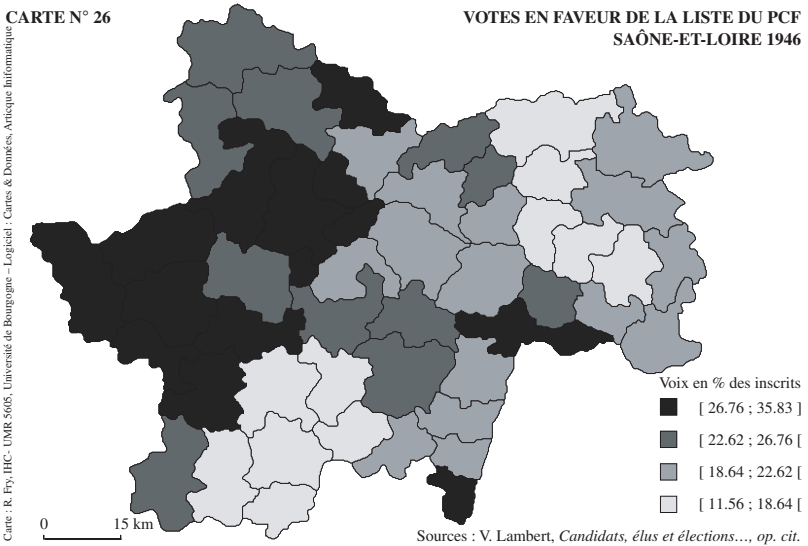 CARTE N° 26
VOTES EN FAVEUR DE LA LISTE DU PCF
SAÔNE-ET-LOIRE 1946
Carte : R. Fry, IHC- UMR 5605, Université de Bourgogne – Logiciel : Cartes & Données, Articque Informatique
Voix en % des inscrits
[ 26.76 ; 35.83 ]
[ 22.62 ; 26.76 [
[ 18.64 ; 22.62 [
[ 11.56 ; 18.64 [
0 15 km
Sources : V. Lambert, Candidats, élus et élections…, op. cit.